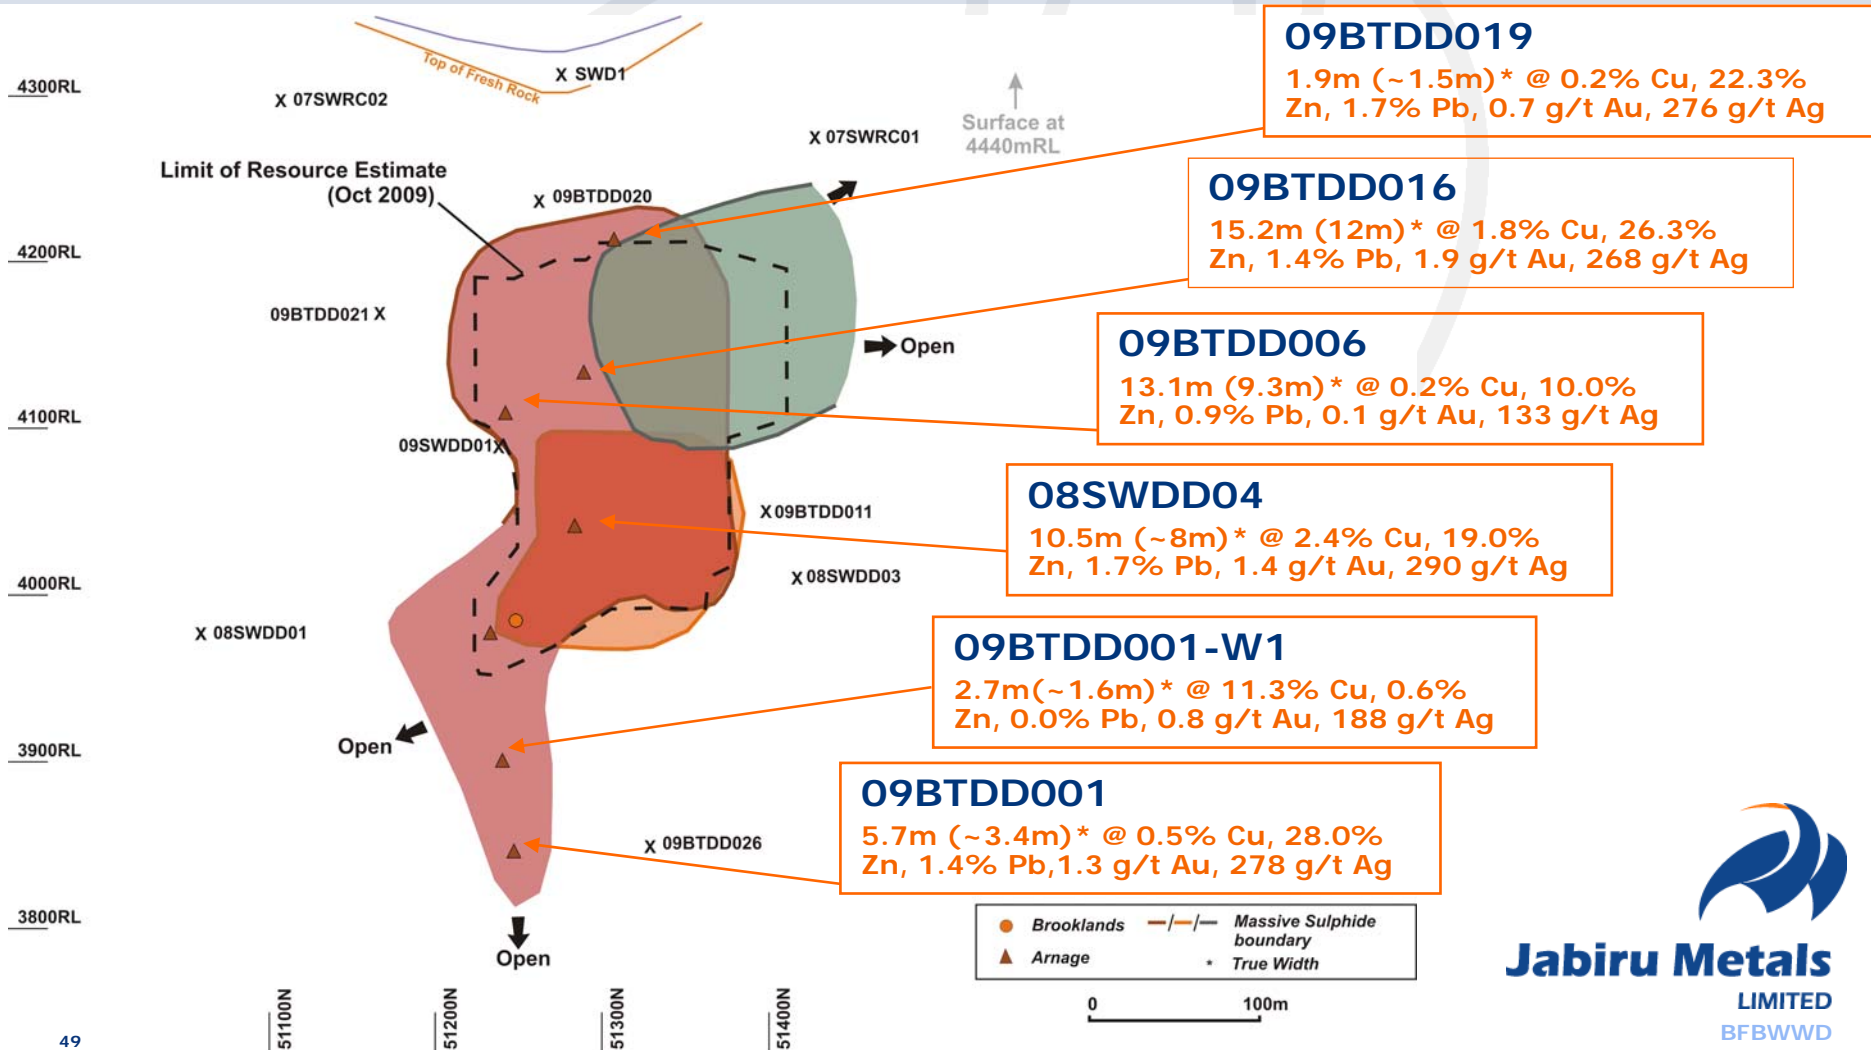 4300RL
4200RL
4100RL
4000RL
3900RL
3800RL
Top of Fresh Rock
X SWD1
X 07SWRC02
X 07SWRC01
Surface at
4440mRL
Limit of Resource Estimate
(Oct 2009)
X 09BTDD020
09BTDD021 X
Open
09SWDD01X
X 09BTDD011
X 08SWDD03
X 08SWDD01
Open
X 09BTDD026
Open
09BTDD019
1.9m (~1.5m)* @ 0.2% Cu, 22.3%
Zn, 1.7% Pb, 0.7 g/t Au, 276 g/t Ag
09BTDD016
15.2m (12m)* @ 1.8% Cu, 26.3%
Zn, 1.4% Pb, 1.9 g/t Au, 268 g/t Ag
09BTDD006
13.1m (9.3m)* @ 0.2% Cu, 10.0%
Zn, 0.9% Pb, 0.1 g/t Au, 133 g/t Ag
08SWDD04
10.5m (~8m)* @ 2.4% Cu, 19.0%
Zn, 1.7% Pb, 1.4 g/t Au, 290 g/t Ag
09BTDD001-W1
2.7m(~1.6m)* @ 11.3% Cu, 0.6%
Zn, 0.0% Pb, 0.8 g/t Au, 188 g/t Ag
09BTDD001
5.7m (~3.4m)* @ 0.5% Cu, 28.0%
Zn, 1.4% Pb,1.3 g/t Au, 278 g/t Ag
Brooklands
Arnage
Massive Sulphide
boundary
* True Width
0 100m
51100N
51200N
51300N
51400N
Jabiru Metals
LIMITED
BFBWWD
49